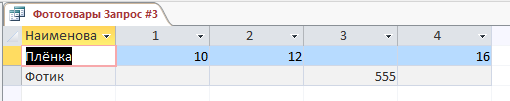 Фототовары Запрос #3
Наименова 1 2 3 4
Плёнка 10 12 16
Фотик 555